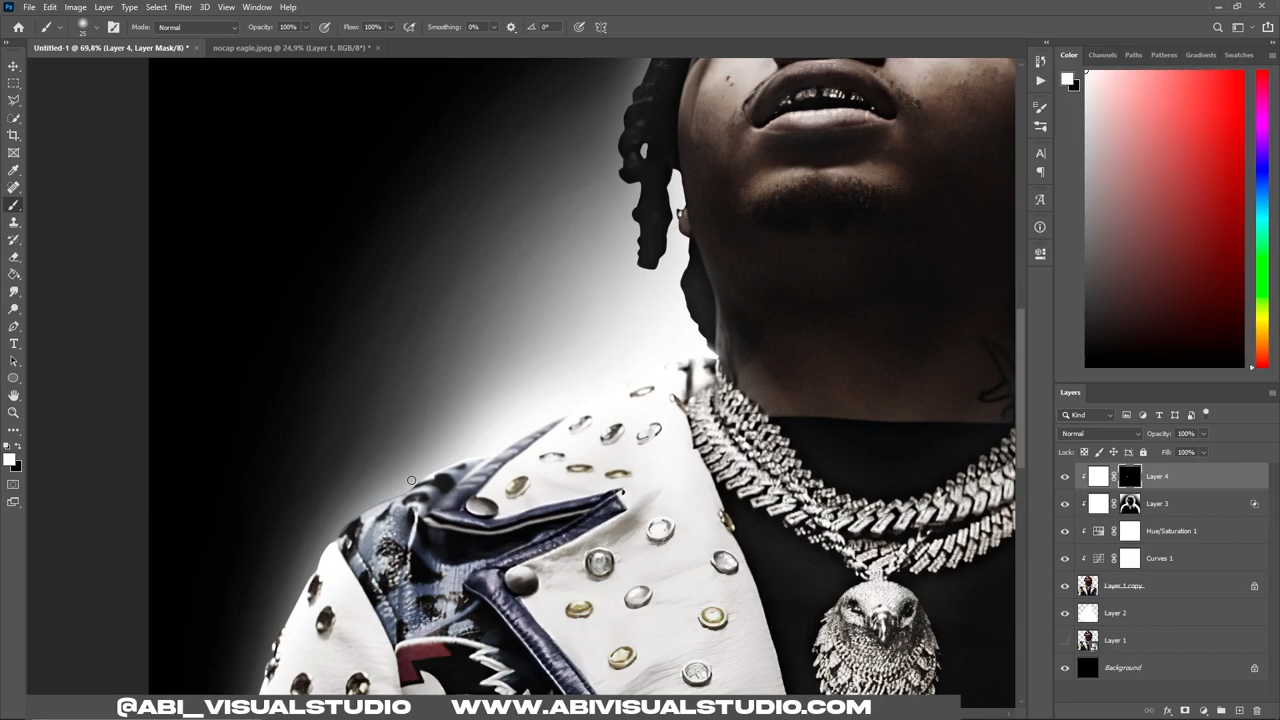 Ps File Edit Image Layer Type Select Filter 3D View Window Help
25 Mode: Normal Opacity: 100% Flow: 100% Smoothing: 0% 0°
Untitled-1 @ 69,8% (Layer 4, Layer Mask/8) * × nocap eagle.jpeg @ 24,9% (Layer 1, RGB/8*) * ×
Color Channels Paths Patterns Gradients Swatches
Layers
Kind
Normal Opacity: 100%
Lock: Fill: 100%
Layer 4
Layer 3
Hue/Saturation 1
Curves 1
Layer 1 copy
Layer 2
Layer 1
Background
fx
@ABI_VISUALSTUDIO WWW.ABIVISUALSTUDIO.COM